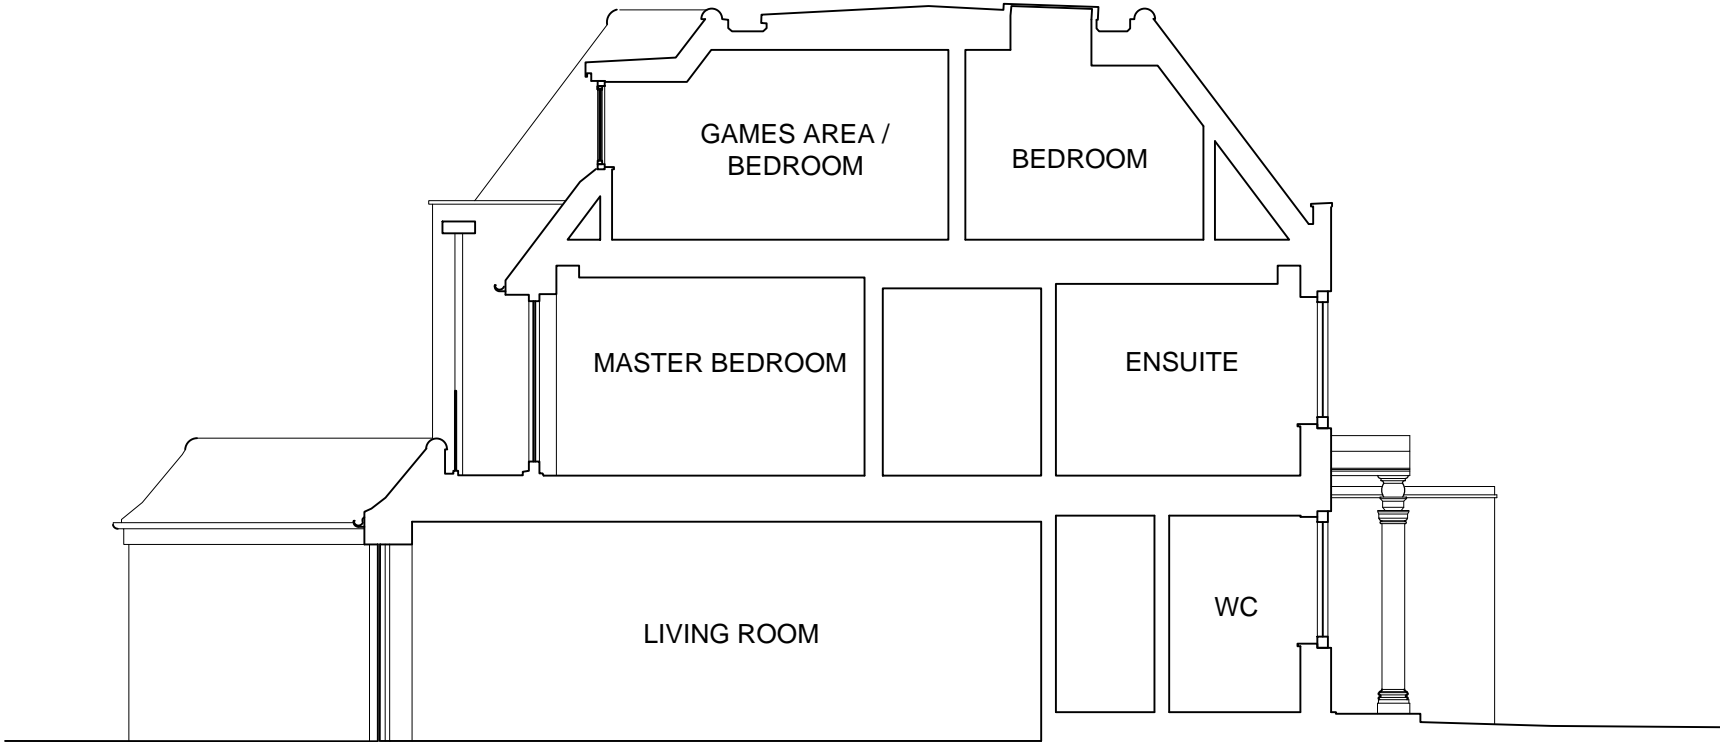 GAMES AREA /
BEDROOM
BEDROOM
MASTER BEDROOM
ENSUITE
LIVING ROOM
WC